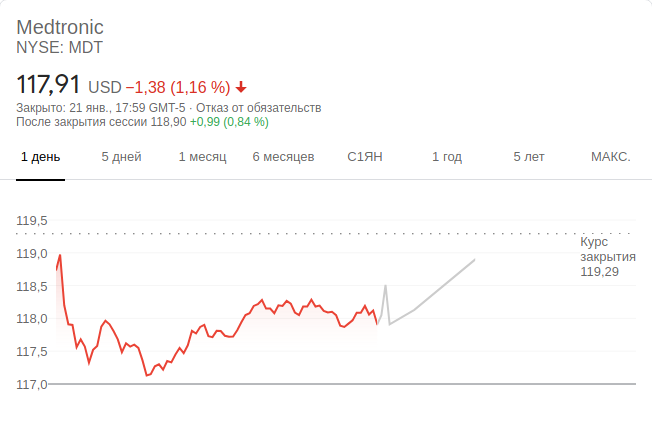 Medtronic
NYSE: MDT
117,91 USD −1,38 (1,16 %)
Закрыто: 21 янв., 17:59 GMT-5 · Отказ от обязательств
После закрытия сессии 118,90 +0,99 (0,84 %)
1 день 5 дней 1 месяц 6 месяцев С1ЯН 1 год 5 лет МАКС.
119,5
Курс
119,0 закрытия
119,29
118,5
118,0
117,5
117,0